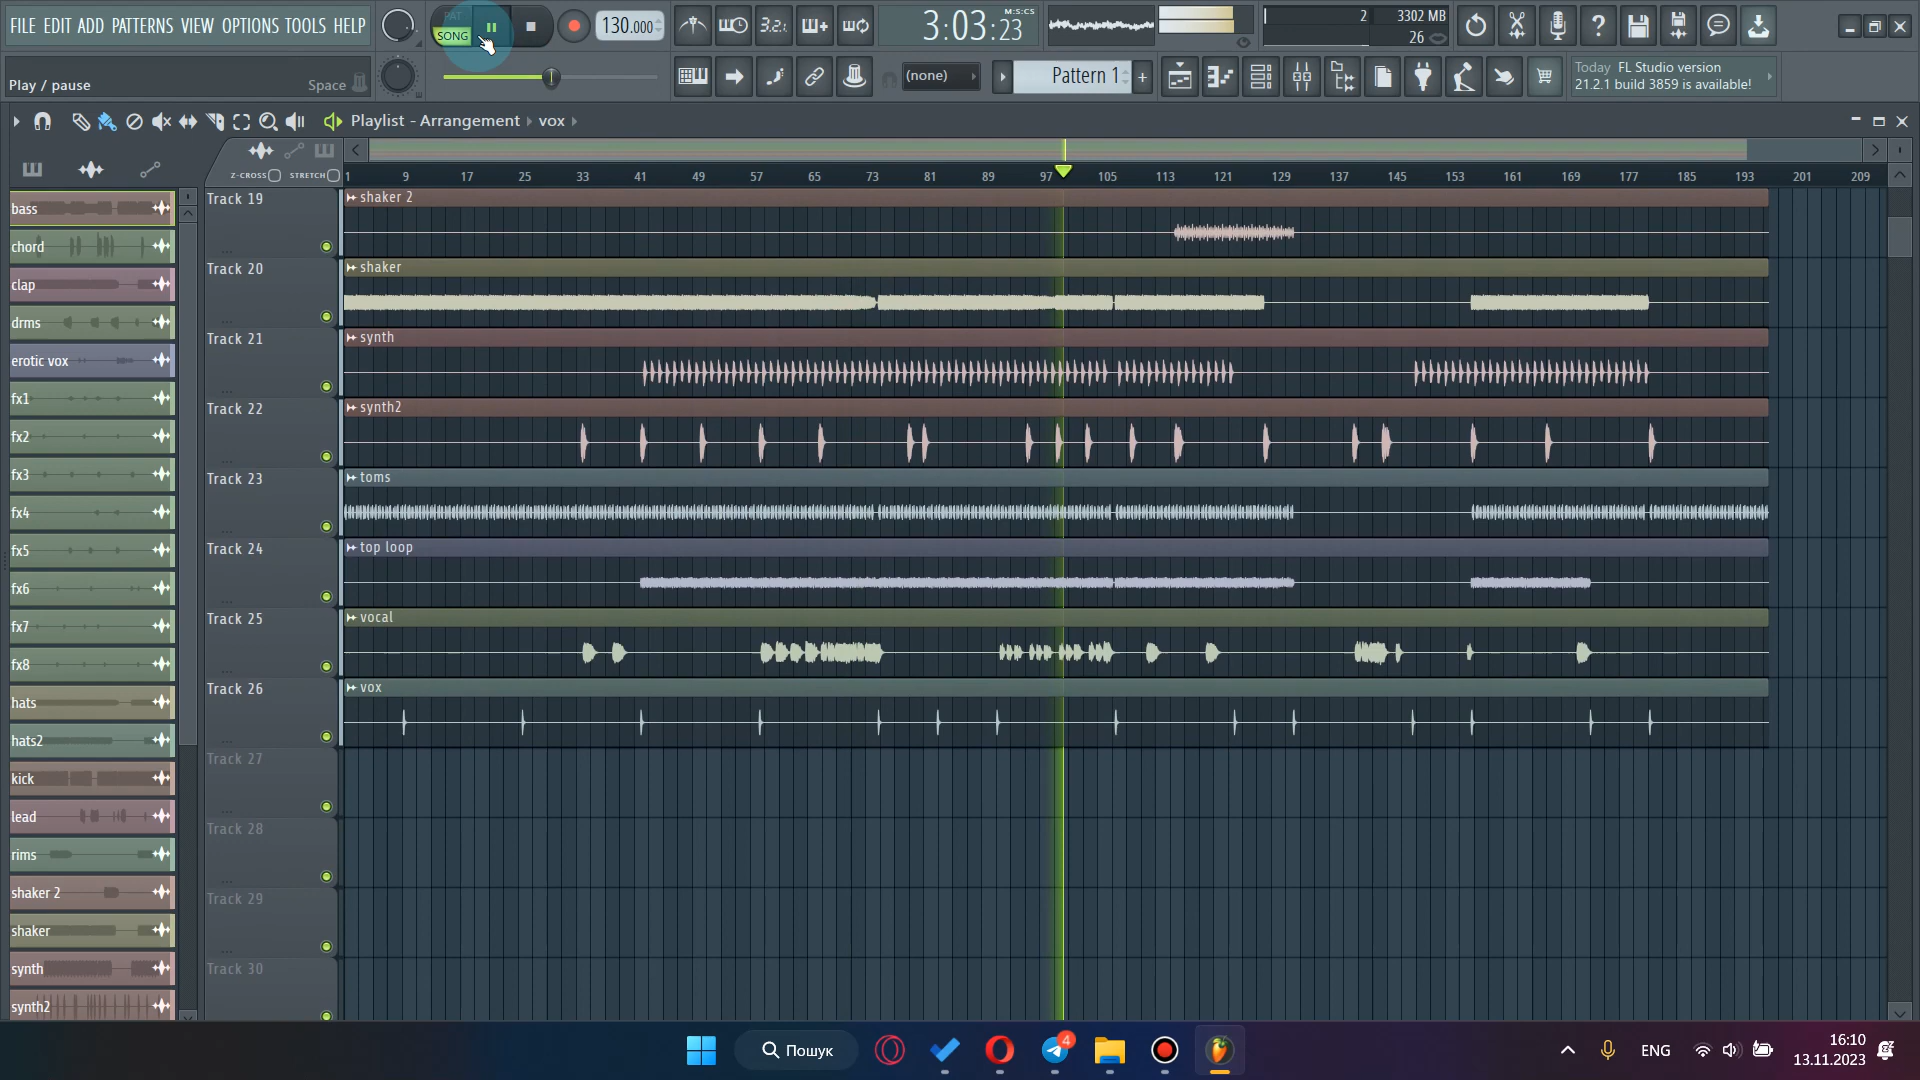 FILE EDIT ADD PATTERNS VIEW OPTIONS TOOLS HELP
PAT
SONG
130.000
3:03:23
M:S:CS
2
3302 MB
26
Play / pause
Space
(none)
Pattern 1
Today FL Studio version
21.2.1 build 3859 is available!
Playlist - Arrangement
vox
Z-CROSS
STRETCH
1
9
17
25
33
41
49
57
65
73
81
89
97
105
113
121
129
137
145
153
161
169
177
185
193
201
209
bass
chord
clap
drms
erotic vox
fx1
fx2
fx3
fx4
fx5
fx6
fx7
fx8
hats
hats2
kick
lead
rims
shaker 2
shaker
synth
synth2
Track 19
shaker 2
Track 20
shaker
Track 21
synth
Track 22
synth2
Track 23
toms
Track 24
top loop
Track 25
vocal
Track 26
vox
Track 27
Track 28
Track 29
Track 30
Пошук
4
ENG
16:10
13.11.2023